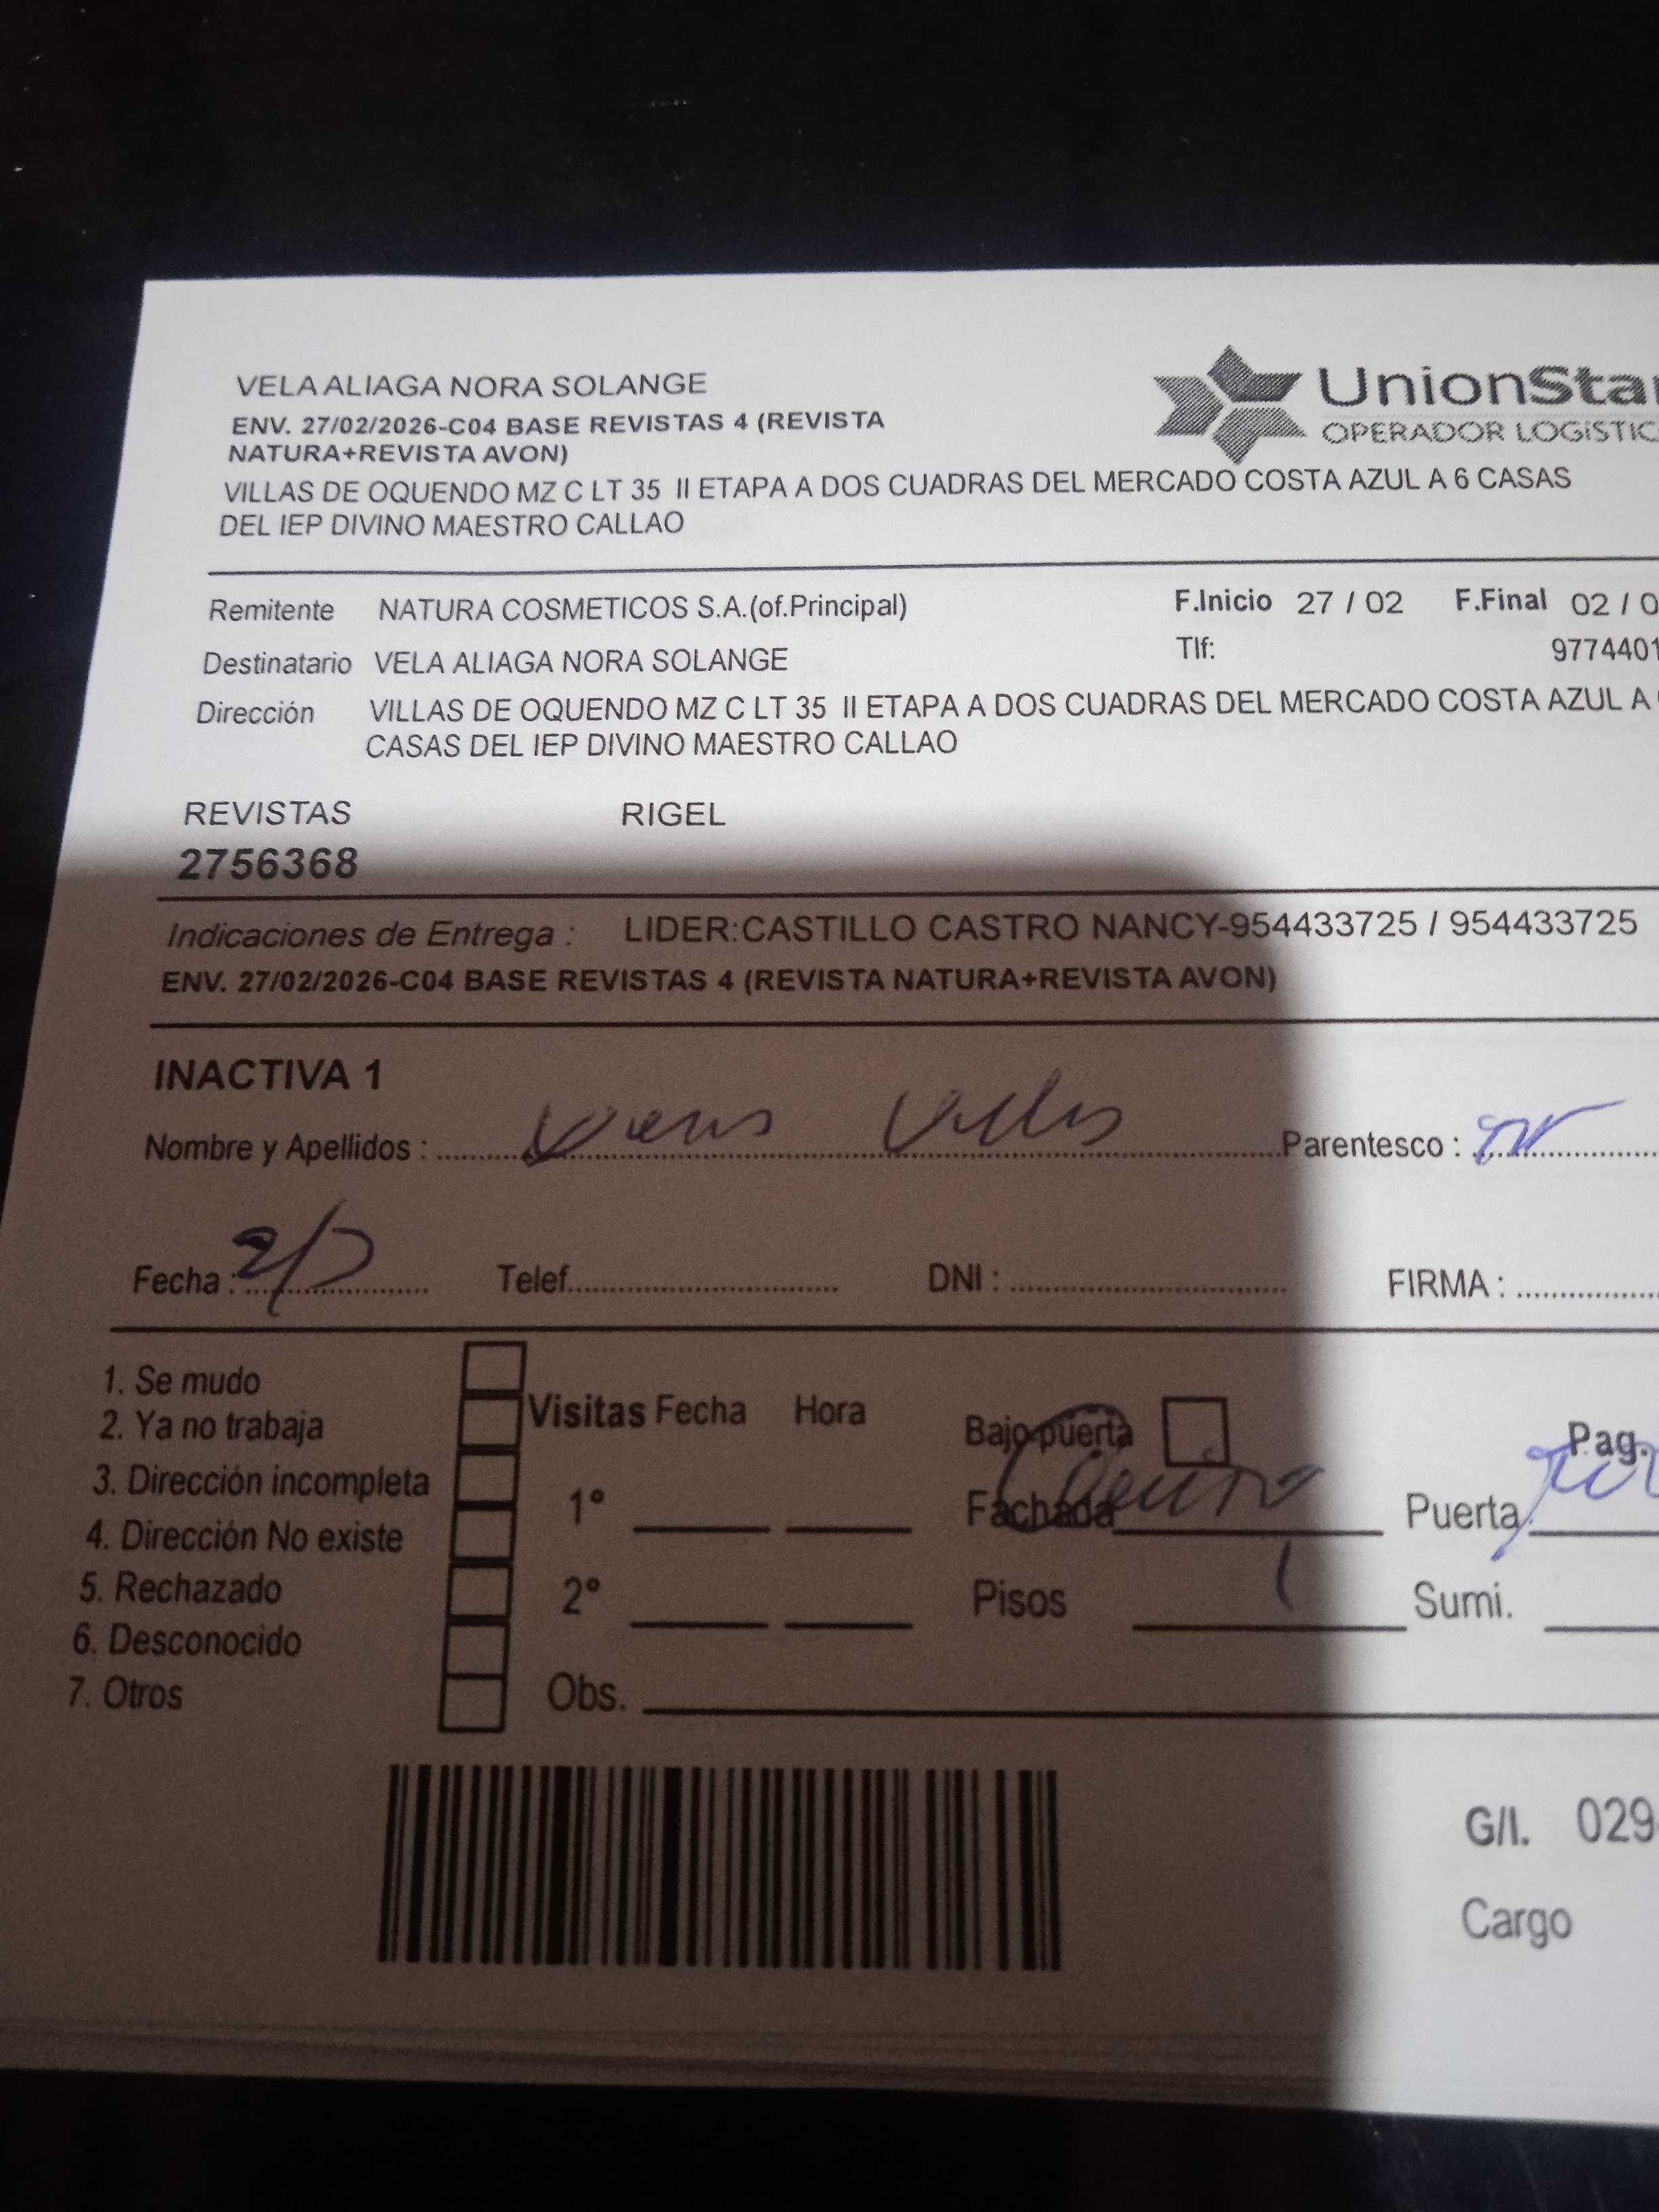 VELA ALIAGA NORA SOLANGE
ENV. 27/02/2026-C04 BASE REVISTAS 4 (REVISTA
NATURA+REVISTA AVON)
VILLAS DE OQUENDO MZ C LT 35 II ETAPA A DOS CUADRAS DEL MERCADO COSTA AZUL A 6 CASAS
DEL IEP DIVINO MAESTRO CALLAO
UnionStar
OPERADOR LOGíSTIC
Remitente NATURA COSMETICOS S.A.(of.Principal) F.Inicio 27 / 02 F.Final 02 / 0
Tlf: 9774401
Destinatario VELA ALIAGA NORA SOLANGE
Dirección VILLAS DE OQUENDO MZ C LT 35 II ETAPA A DOS CUADRAS DEL MERCADO COSTA AZUL A
CASAS DEL IEP DIVINO MAESTRO CALLAO
REVISTAS RIGEL
2756368
Indicaciones de Entrega : LIDER:CASTILLO CASTRO NANCY-954433725 / 954433725
ENV. 27/02/2026-C04 BASE REVISTAS 4 (REVISTA NATURA+REVISTA AVON)
INACTIVA 1
Nombre y Apellidos : Parentesco :
Fecha : Telef. DNI : FIRMA :
1. Se mudo
2. Ya no trabaja
3. Dirección incompleta
4. Dirección No existe
5. Rechazado
6. Desconocido
7. Otros
Visitas Fecha Hora
1°
2°
Obs.
Bajo puerta
Fachada
Pisos
Pag.
Puerta
Sumi.
G/I. 029
Cargo